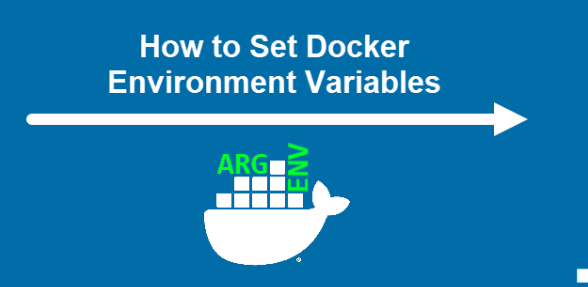 How to Set Docker
Environment Variables
ARG
ENV
®